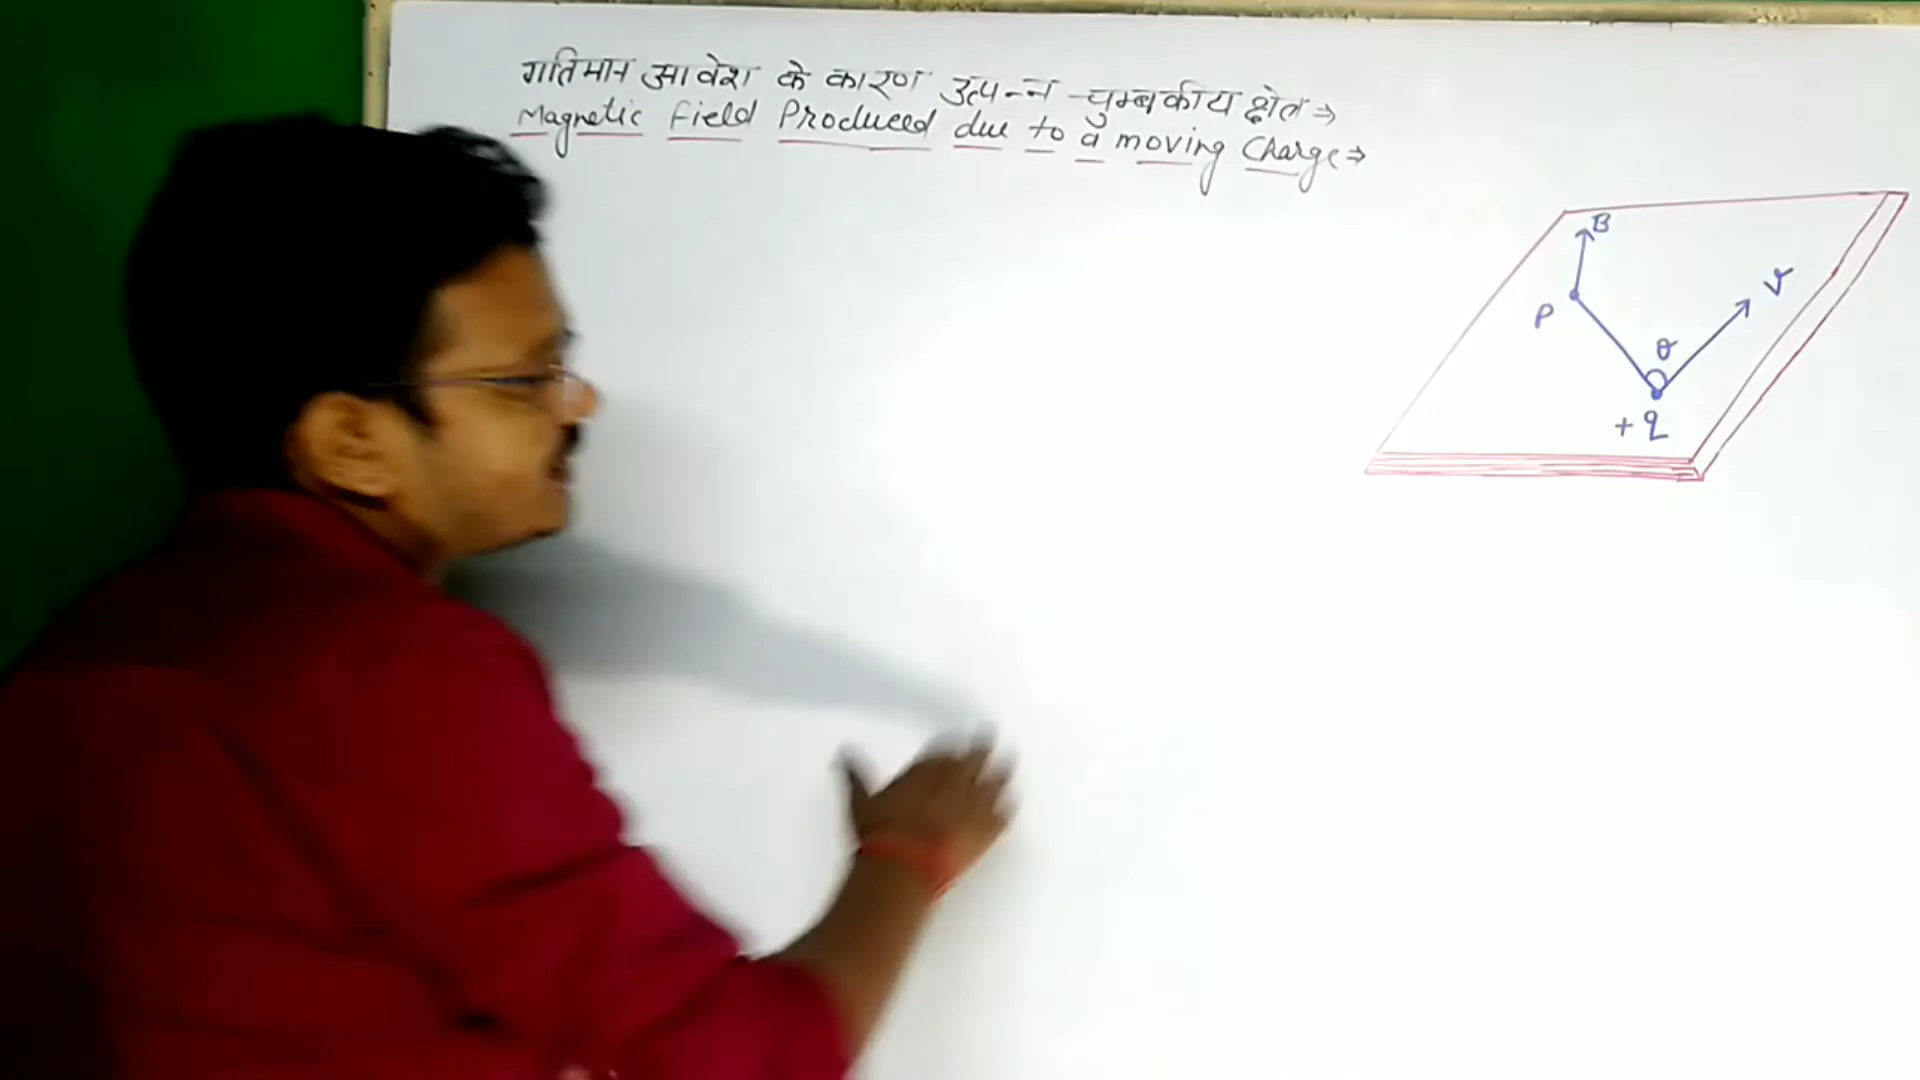 गतिमान आवेश के कारण उत्पन्न चुम्बकीय क्षेत्र ⇒
Magnetic Field Produced due to a moving Charge ⇒
B
v
P
θ
+q